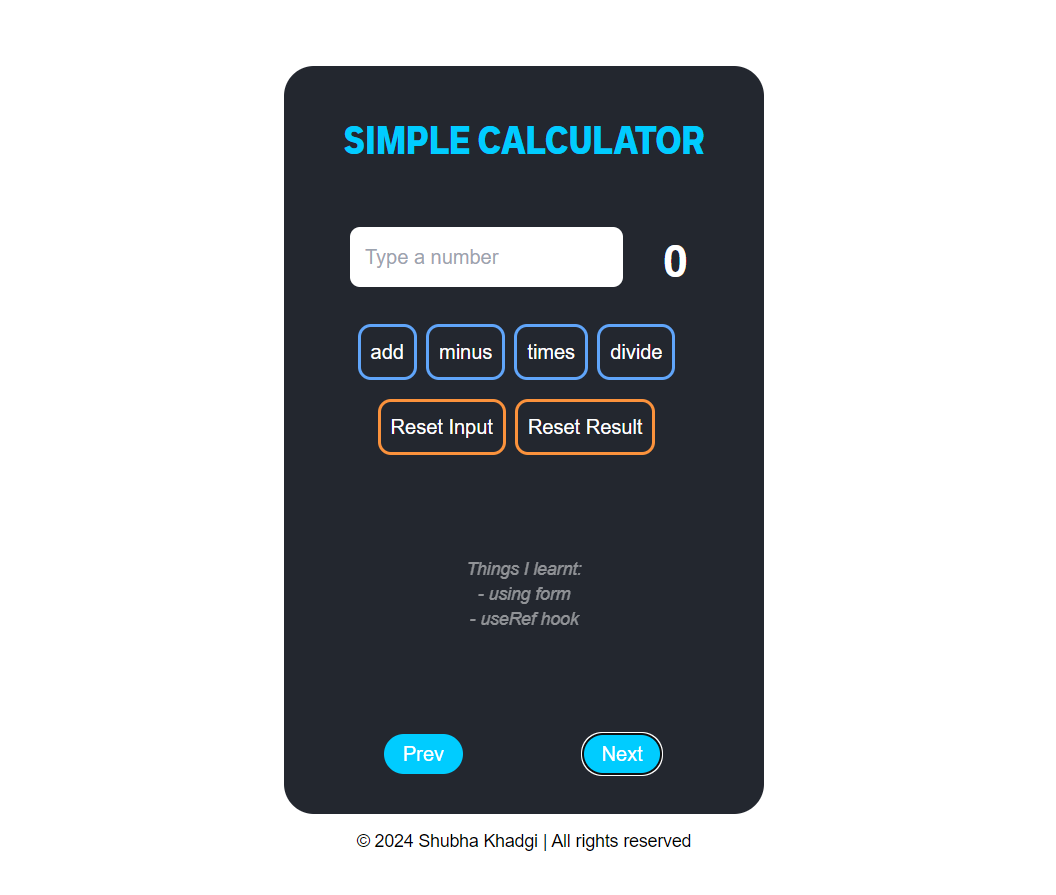 SIMPLE CALCULATOR
Type a number 0
add minus times divide
Reset Input Reset Result
Things I learnt:
- using form
- useRef hook
Prev Next
© 2024 Shubha Khadgi | All rights reserved